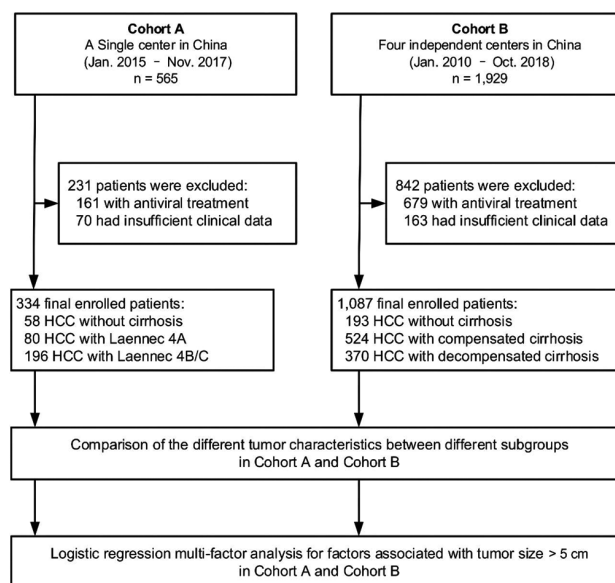 Cohort A
A Single center in China
(Jan. 2015 – Nov. 2017)
n = 565
Cohort B
Four independent centers in China
(Jan. 2010 – Oct. 2018)
n = 1,929
231 patients were excluded:
161 with antiviral treatment
70 had insufficient clinical data
842 patients were excluded:
679 with antiviral treatment
163 had insufficient clinical data
334 final enrolled patients:
58 HCC without cirrhosis
80 HCC with Laennec 4A
196 HCC with Laennec 4B/C
1,087 final enrolled patients:
193 HCC without cirrhosis
524 HCC with compensated cirrhosis
370 HCC with decompensated cirrhosis
Comparison of the different tumor characteristics between different subgroups
in Cohort A and Cohort B
Logistic regression multi-factor analysis for factors associated with tumor size > 5 cm
in Cohort A and Cohort B